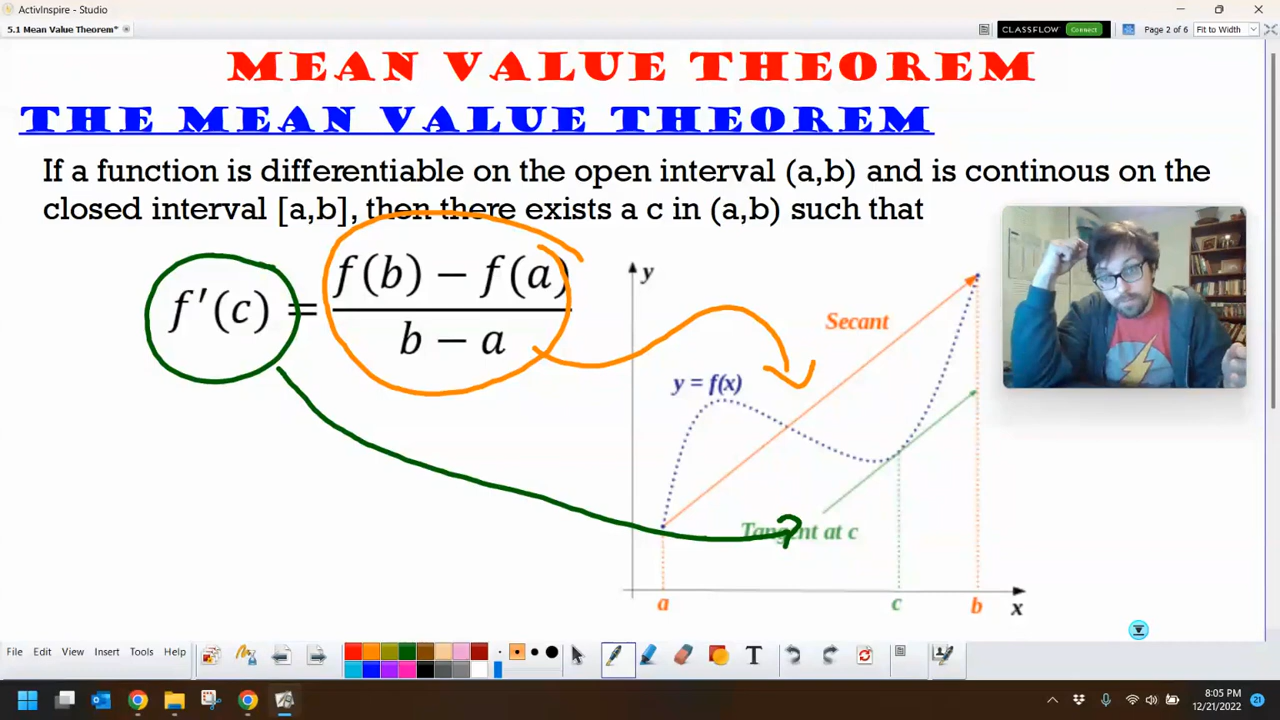 ActivInspire - Studio
5.1 Mean Value Theorem*
CLASSFLOW Connect
Page 2 of 6
Fit to Width
MEAN VALUE THEOREM
THE MEAN VALUE THEOREM
If a function is differentiable on the open interval (a,b) and is continous on the
closed interval [a,b], then there exists a c in (a,b) such that
f'(c) = f(b) − f(a) / b − a
y
Secant
y = f(x)
Tangent at c
a
c
b
x
File Edit View Insert Tools Help
8:05 PM
12/21/2022
21